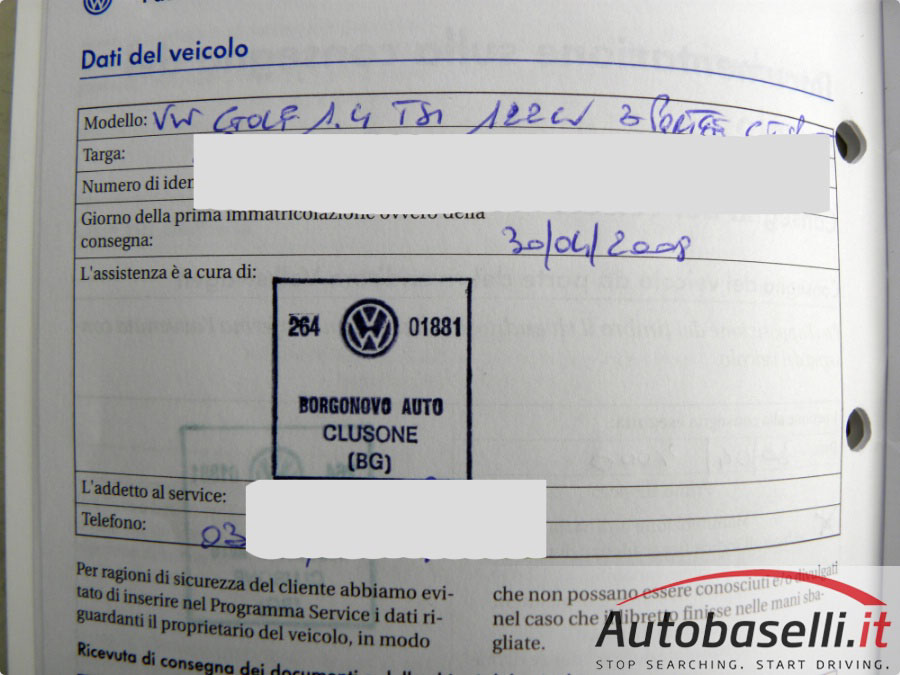 Dati del veicolo
Modello: VW GOLF 1.4 TSI 122CV 3 PORTE
Targa:
Numero di iden
Giorno della prima immatricolazione ovvero della
consegna:
30/04/2008
L'assistenza è a cura di:
264 01881
BORGONOVO AUTO
CLUSONE
(BG)
L'addetto al service:
Telefono: 03
Per ragioni di sicurezza del cliente abbiamo evi-
tato di inserire nel Programma Service i dati ri-
guardanti il proprietario del veicolo, in modo
che non possano essere conosciuti e/o divulgati
nel caso che il libretto finisse nelle mani sba-
gliate.
Ricevuta di consegna dei
Autobaselli.it
STOP SEARCHING. START DRIVING.